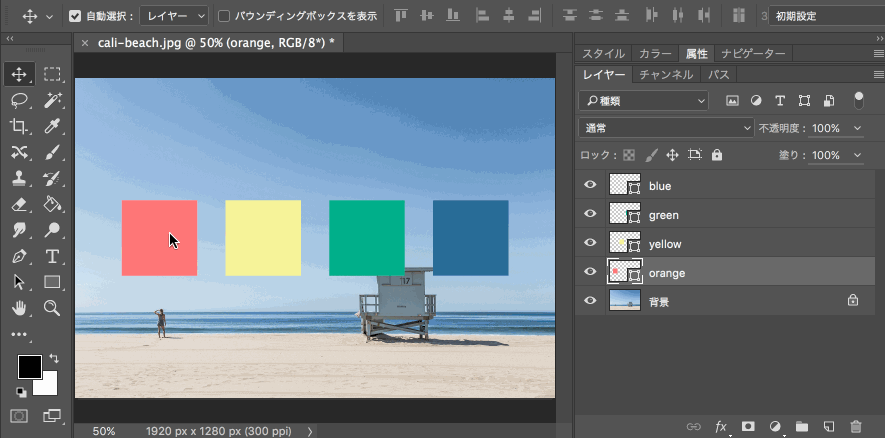 自動選択： レイヤー バウンディングボックスを表示 3 初期設定
× cali-beach.jpg @ 50% (orange, RGB/8*) *
スタイル カラー 属性 ナビゲーター
レイヤー チャンネル パス
種類
通常 不透明度： 100%
ロック： 塗り： 100%
blue
green
yellow
orange
背景
'17
T
fx
50% 1920 px x 1280 px (300 ppi)